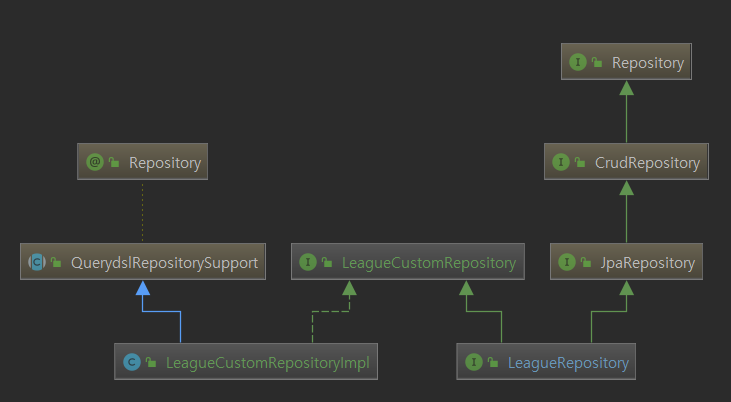 I Repository
@ Repository
I CrudRepository
C QuerydslRepositorySupport
I LeagueCustomRepository
I JpaRepository
C LeagueCustomRepositoryImpl
I LeagueRepository